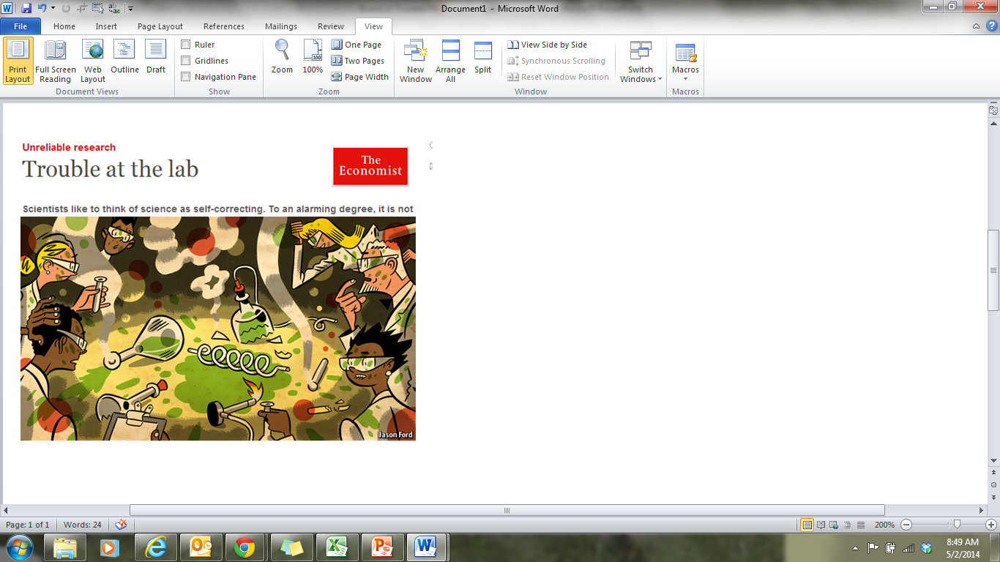 Document1 - Microsoft Word
File Home Insert Page Layout References Mailings Review View
Print Layout
Full Screen Reading
Web Layout
Outline
Draft
Document Views
Ruler
Gridlines
Navigation Pane
Show
Zoom
100%
One Page
Two Pages
Page Width
Zoom
New Window
Arrange All
Split
View Side by Side
Synchronous Scrolling
Reset Window Position
Window
Switch Windows
Macros
Macros
Unreliable research
Trouble at the lab
The
Economist
Scientists like to think of science as self-correcting. To an alarming degree, it is not
Jason Ford
Page: 1 of 1 Words: 24 200%
8:49 AM
5/2/2014